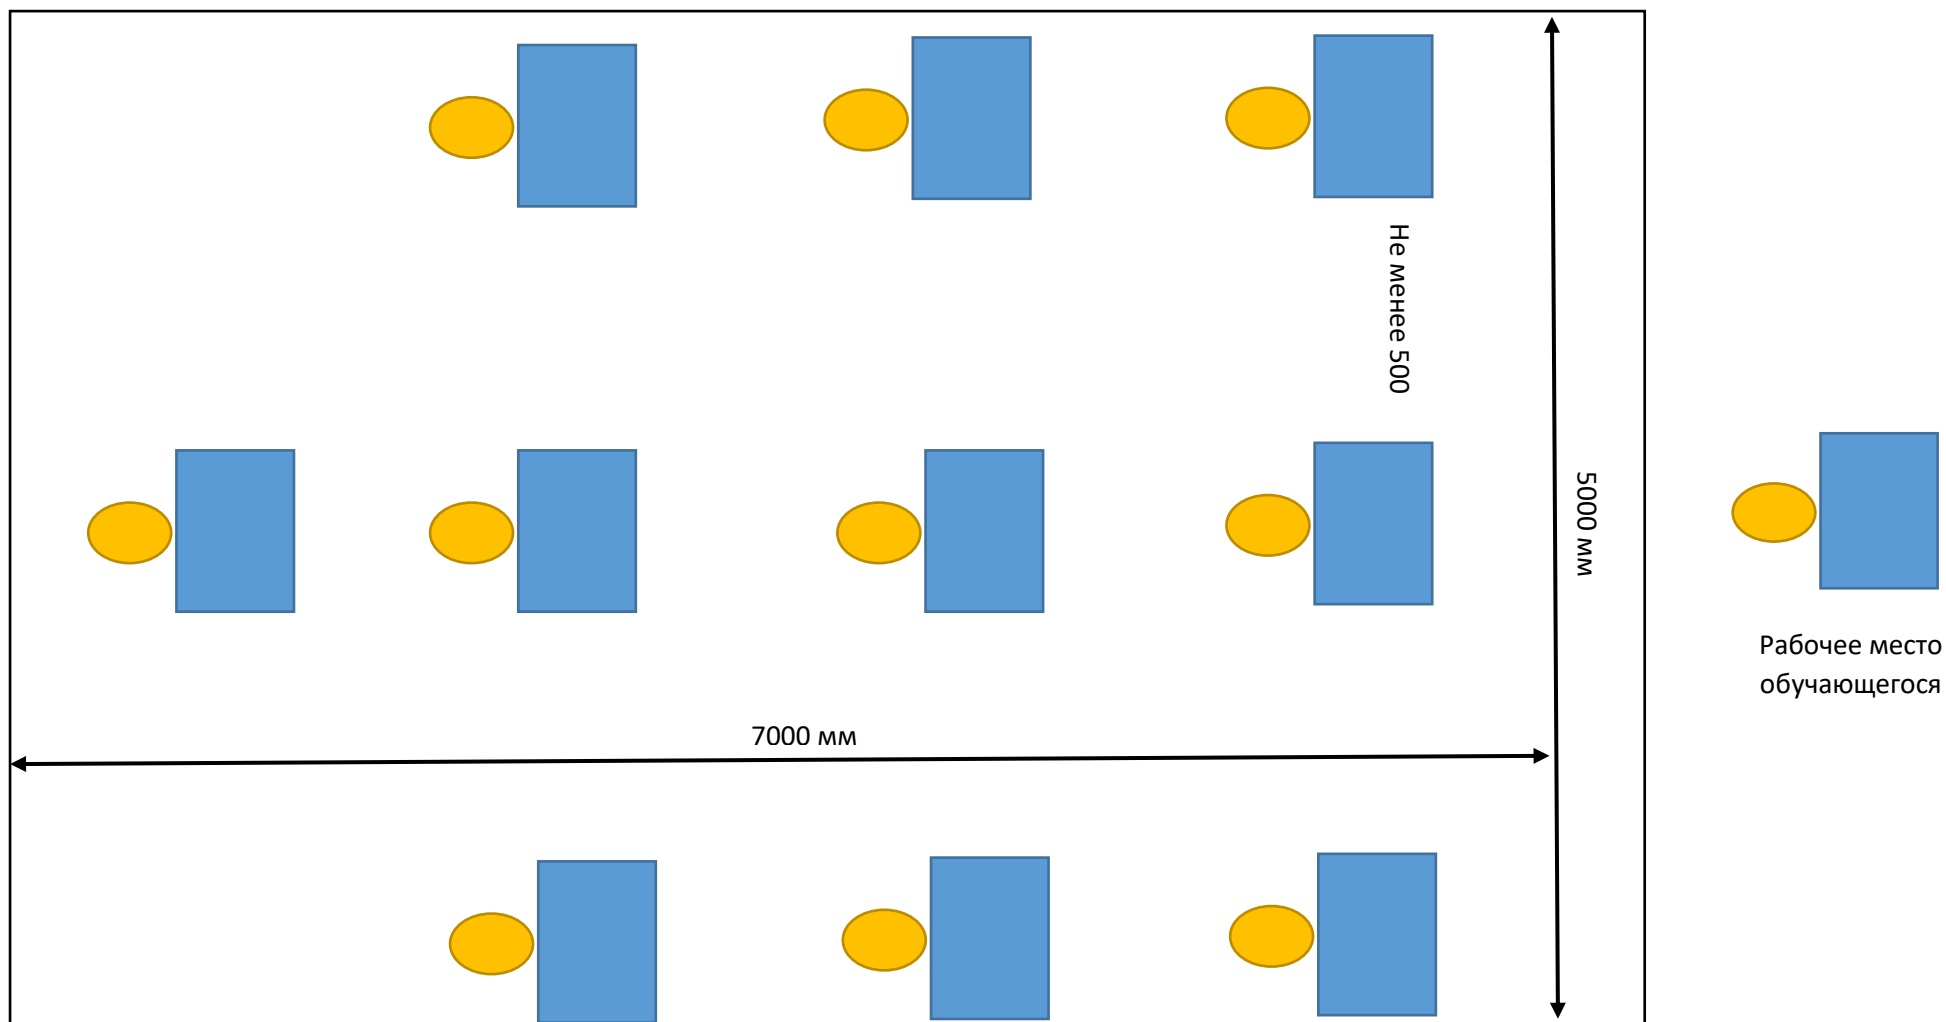 Не менее 500
5000 мм
Рабочее место
обучающегося
7000 мм